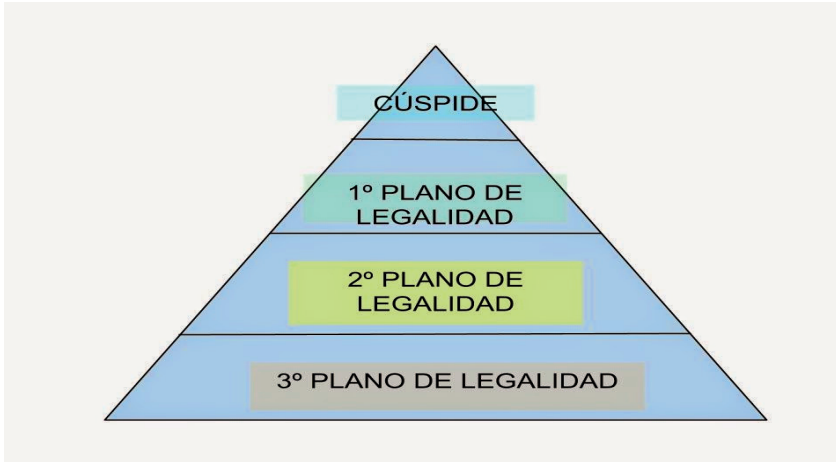 CÚSPIDE
1º PLANO DE
LEGALIDAD
2º PLANO DE
LEGALIDAD
3º PLANO DE LEGALIDAD